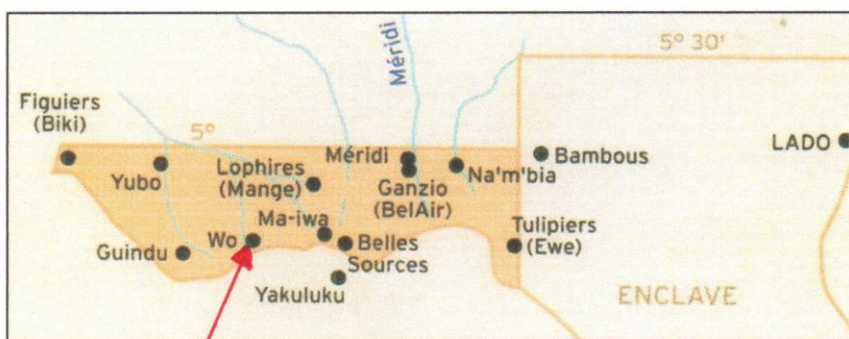 5° 30'
Méridi
Figuiers
(Biki)
5°
Yubo
Lophires
(Mange)
Méridi
Ganzio
(BelAir)
Na'm'bia
Bambous
LADO
Guindu
Wo
Ma-iwa
Belles
Sources
Yakuluku
Tulipiers
(Ewe)
ENCLAVE